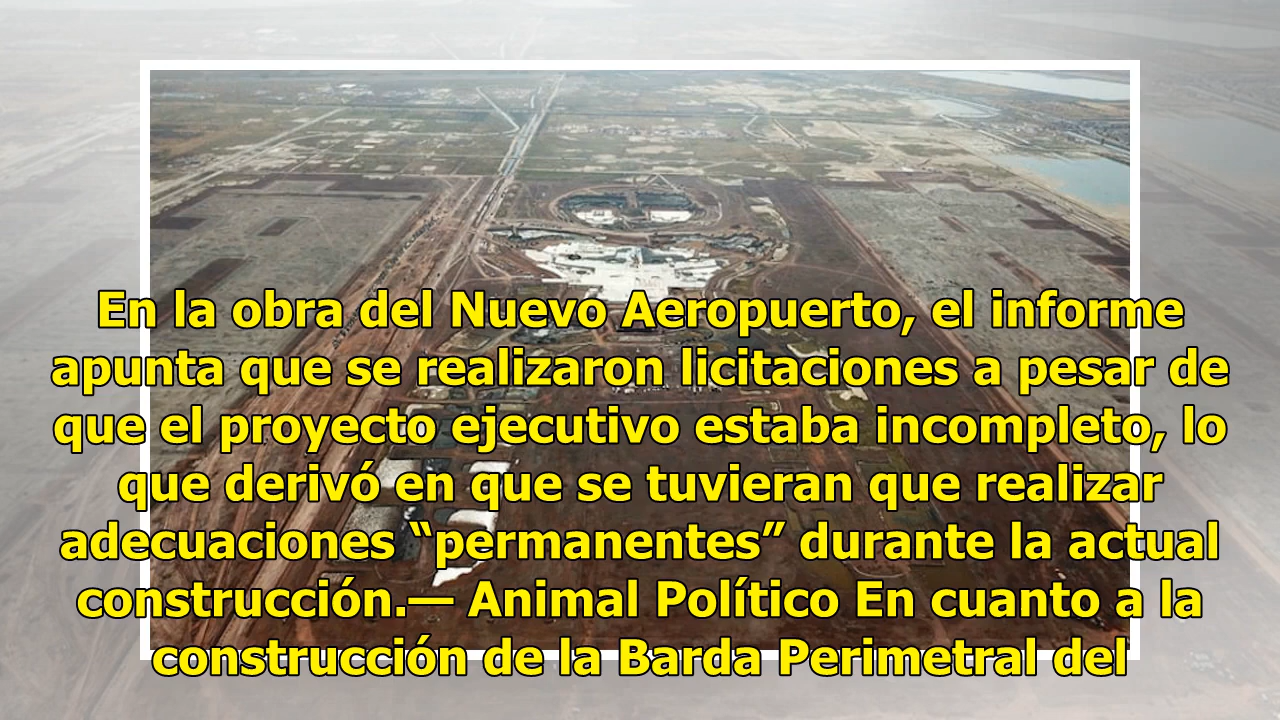 En la obra del Nuevo Aeropuerto, el informe
apunta que se realizaron licitaciones a pesar de
que el proyecto ejecutivo estaba incompleto, lo
que derivó en que se tuvieran que realizar
adecuaciones “permanentes” durante la actual
construcción.— Animal Político En cuanto a la
construcción de la Barda Perimetral del